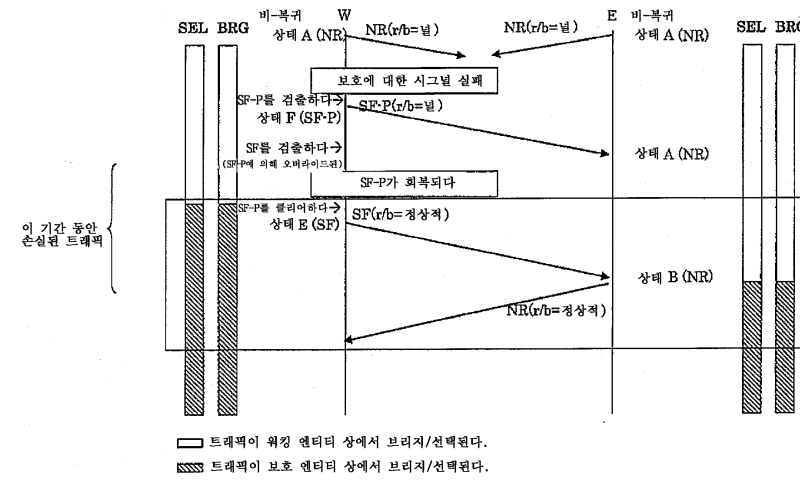 비-복귀 W E 비-복귀
SEL BRG 상태 A (NR) NR(r/b=널) NR(r/b=널) 상태 A (NR) SEL BRG
보호에 대한 시그널 실패
SF-P를 검출하다→ SF-P(r/b=널)
상태 F (SF-P)
SF를 검출하다→ 상태 A (NR)
(SF-P에 의해 오버라이드된)
SF-P가 회복되다
SF-P를 클리어하다→ SF(r/b=정상적)
상태 E (SF)
이 기간 동안
손실된 트래픽
상태 B (NR)
NR(r/b=정상적)
트래픽이 워킹 엔티티 상에서 브리지/선택된다.
트래픽이 보호 엔티티 상에서 브리지/선택된다.